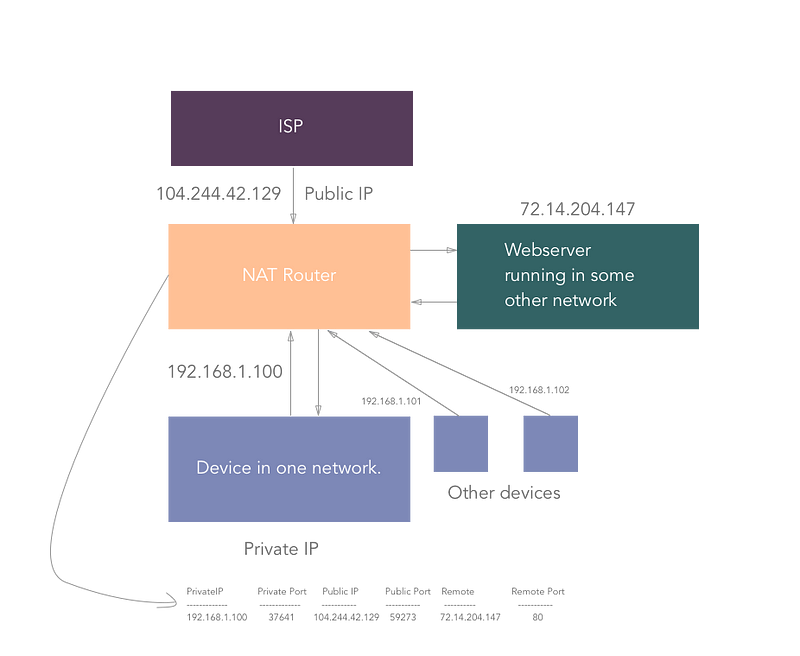 ISP
104.244.42.129 Public IP
72.14.204.147
NAT Router
Webserver
running in some
other network
192.168.1.100
192.168.1.101
192.168.1.102
Device in one network.
Other devices
Private IP
PrivateIP Private Port Public IP Public Port Remote Remote Port
------------- ------------- ----------- ----------- ---------- -----------
192.168.1.100 37641 104.244.42.129 59273 72.14.204.147 80